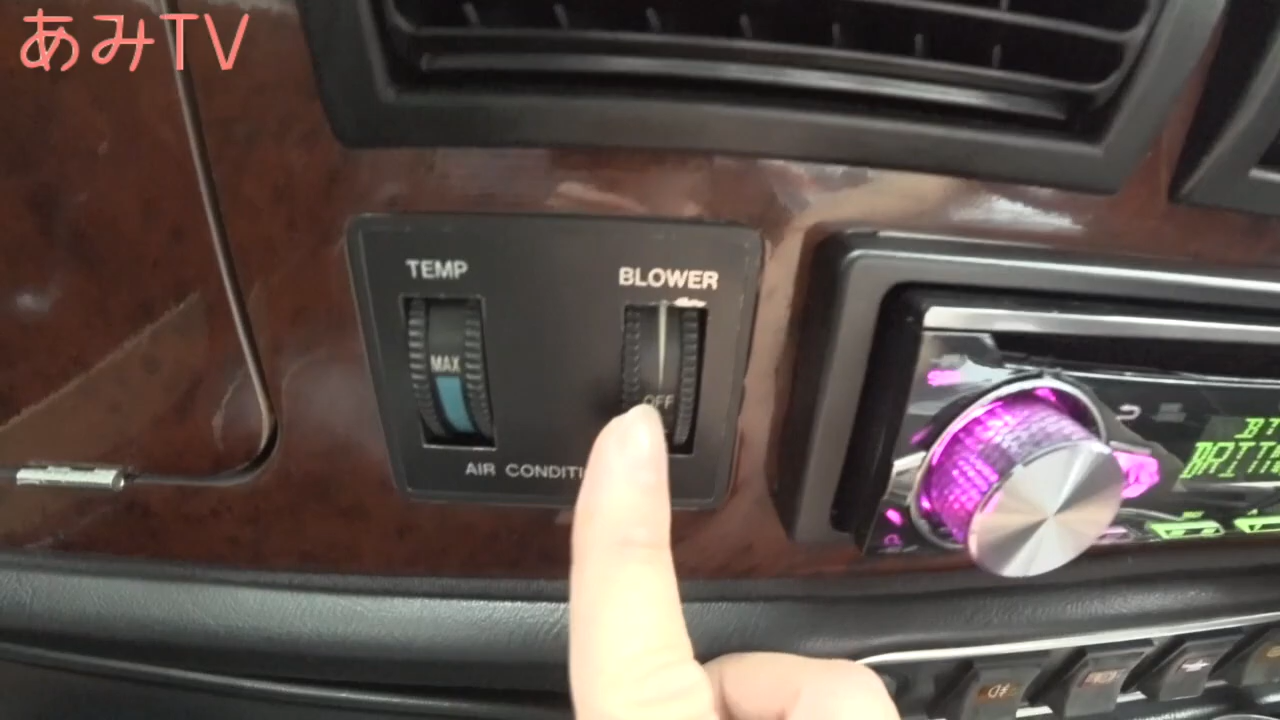 あみTV
TEMP
BLOWER
MAX
OFF
AIR CONDITI